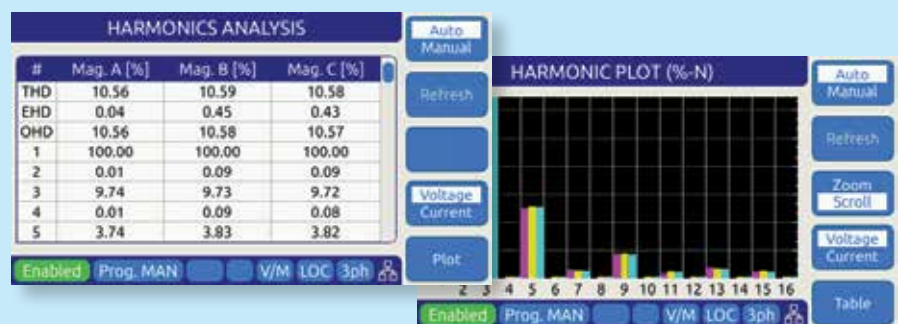 HARMONICS ANALYSIS
Auto
Manual
# Mag. A [%] Mag. B [%] Mag. C [%]
THD 10.56 10.59 10.58
EHD 0.04 0.45 0.43
OHD 10.56 10.58 10.57
1 100.00 100.00 100.00
2 0.01 0.09 0.09
3 9.74 9.73 9.72
4 0.01 0.09 0.08
5 3.74 3.83 3.82
Refresh
Voltage
Current
Plot
Enabled Prog. MAN V/M LOC 3ph
HARMONIC PLOT (%-N)
Auto
Manual
Refresh
Zoom
Scroll
Voltage
Current
Table
2 3 4 5 6 7 8 9 10 11 12 13 14 15 16
Enabled Prog. MAN V/M LOC 3ph